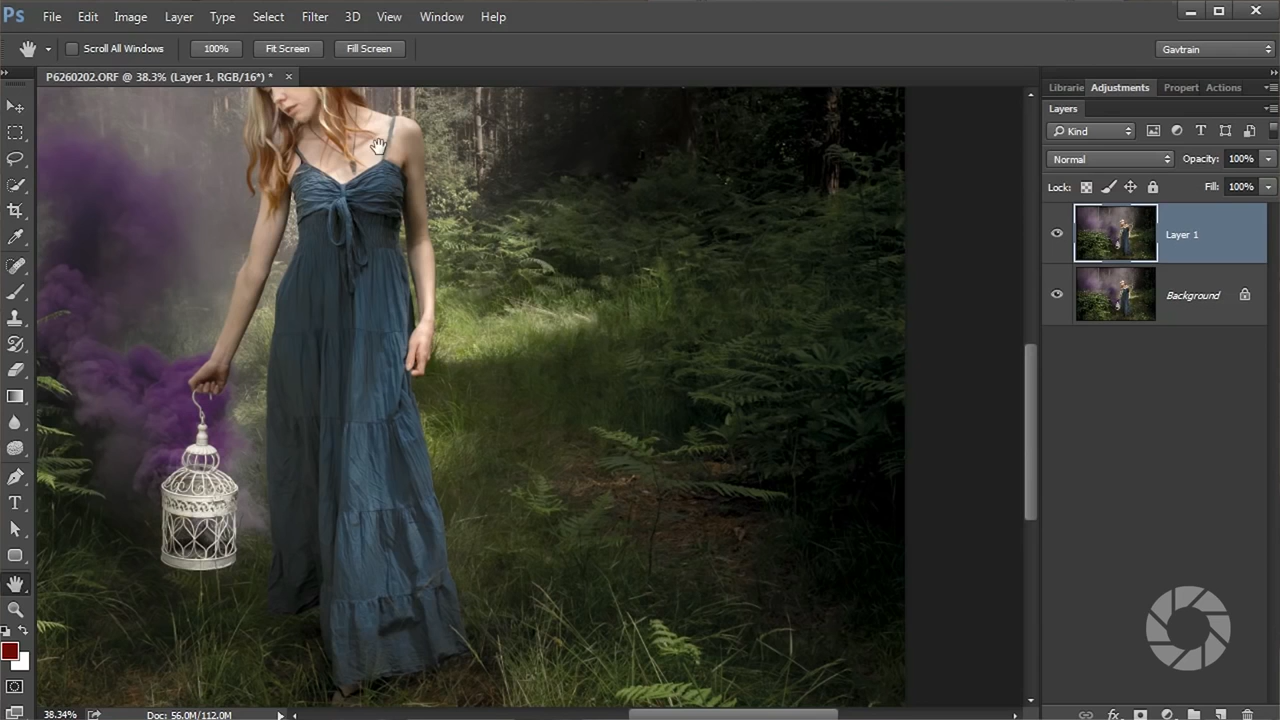 Ps File Edit Image Layer Type Select Filter 3D View Window Help
Scroll All Windows 100% Fit Screen Fill Screen Gavtrain
P6260202.ORF @ 38.3% (Layer 1, RGB/16*) * ×
Librarie Adjustments Propert Actions
Layers
Kind T
Normal Opacity: 100%
Lock: Fill: 100%
Layer 1
Background
T
38.34% Doc: 56.0M/112.0M
fx